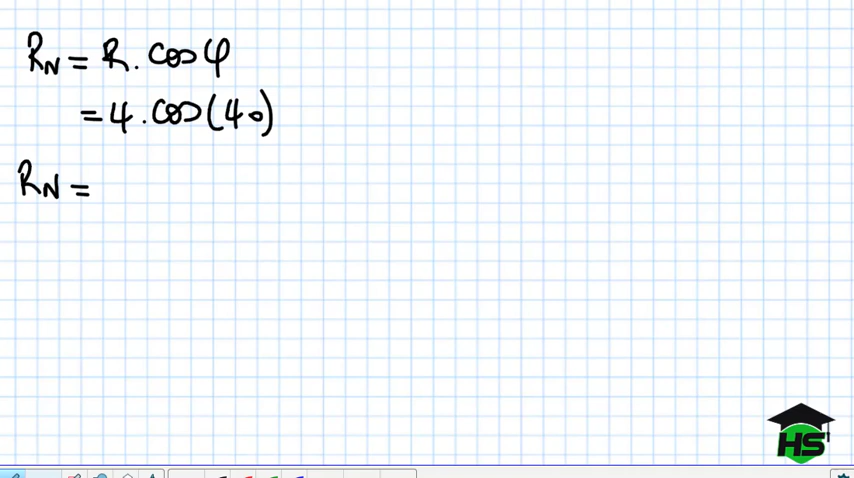 R_N = R. cos φ
= 4. cos(40)
R_N =
HS